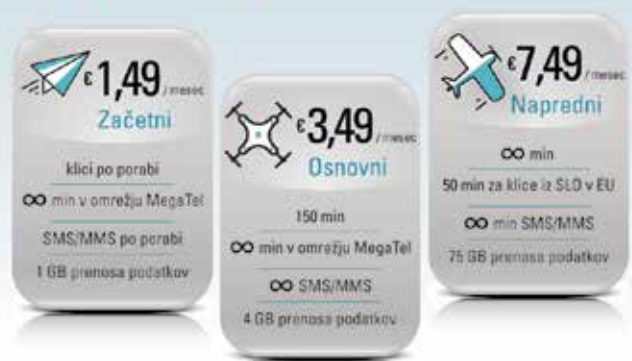 €1,49 / mesec
Začetni
klici po porabi
∞ min v omrežju MegaTel
SMS/MMS po porabi
1 GB prenosa podatkov
€3,49 / mesec
Osnovni
150 min
∞ min v omrežju MegaTel
∞ SMS/MMS
4 GB prenosa podatkov
€7,49 / mesec
Napredni
∞ min
50 min za klice iz SLO v EU
∞ min SMS/MMS
75 GB prenosa podatkov